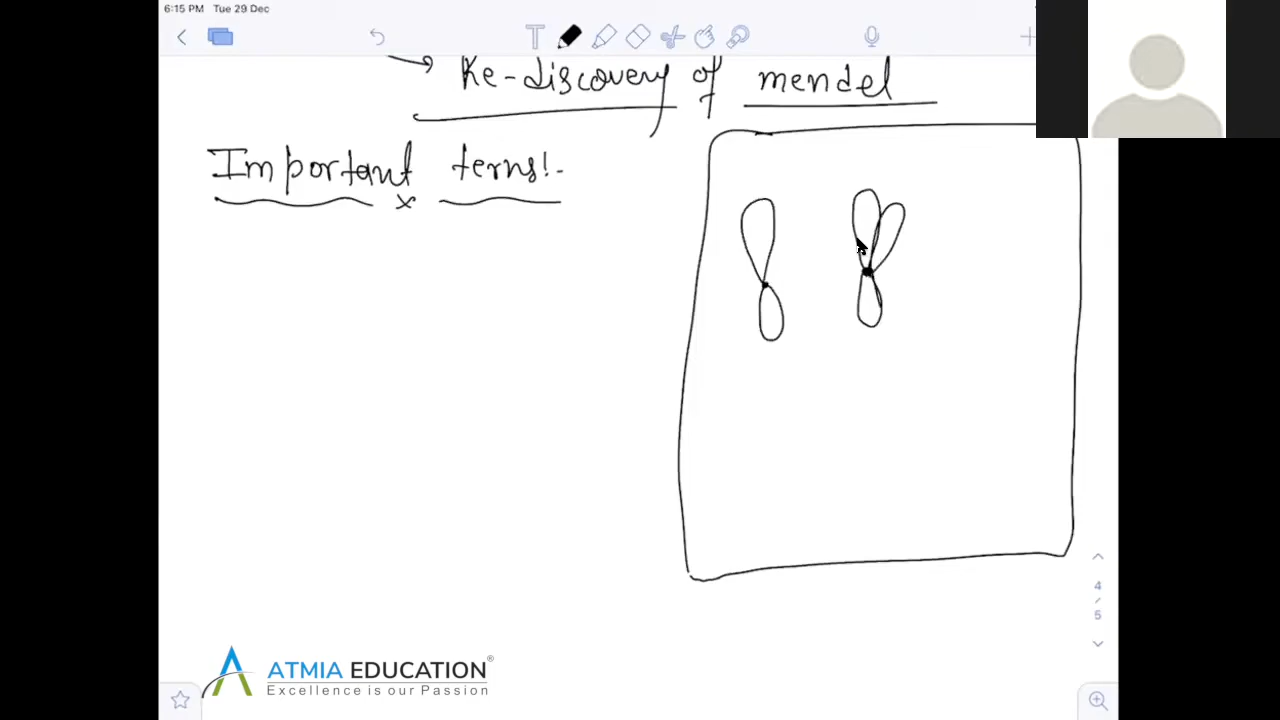 6:15 PM Tue 29 Dec
T
Re-discovery of mendel
Important terms:-
4
5
ATMIA EDUCATION®
Excellence is our Passion